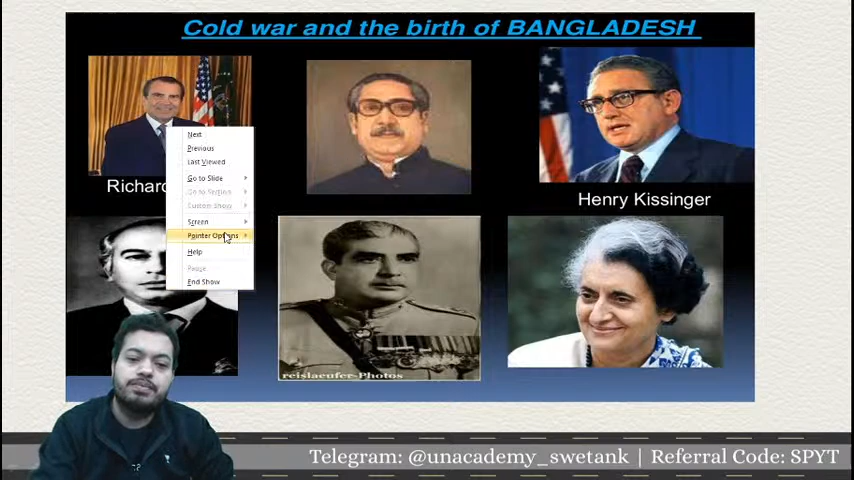 Cold war and the birth of BANGLADESH
Richard
Next
Previous
Last Viewed
Go to Slide
Go to Section
Custom Show
Screen
Pointer Options
Help
Pause
End Show
Henry Kissinger
reislaeufer-Photos
Telegram: @unacademy_swetank | Referral Code: SPYT